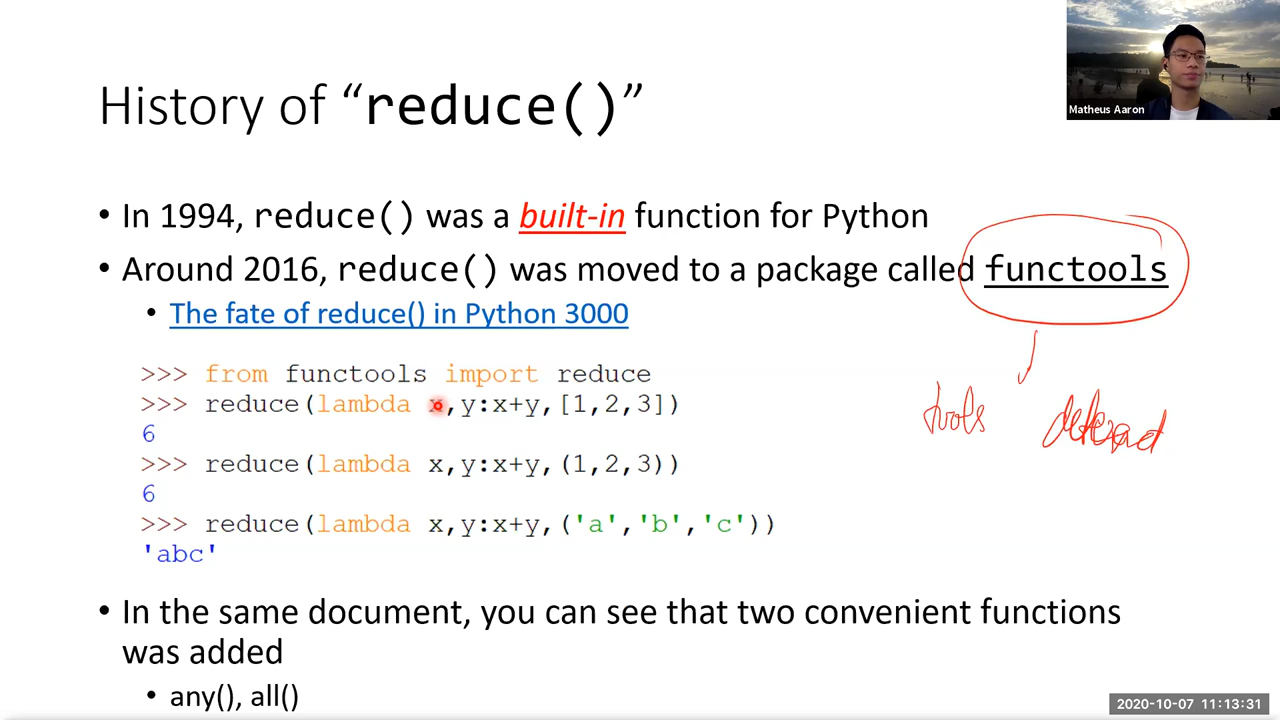 Matheus Aaron
History of “reduce()”
• In 1994, reduce() was a built-in function for Python
• Around 2016, reduce() was moved to a package called functools
• The fate of reduce() in Python 3000
>>> from functools import reduce
>>> reduce(lambda x,y:x+y,[1,2,3])
6
>>> reduce(lambda x,y:x+y,(1,2,3))
6
>>> reduce(lambda x,y:x+y,('a','b','c'))
'abc'
tools
• In the same document, you can see that two convenient functions
was added
• any(), all()
2020-10-07 11:13:31